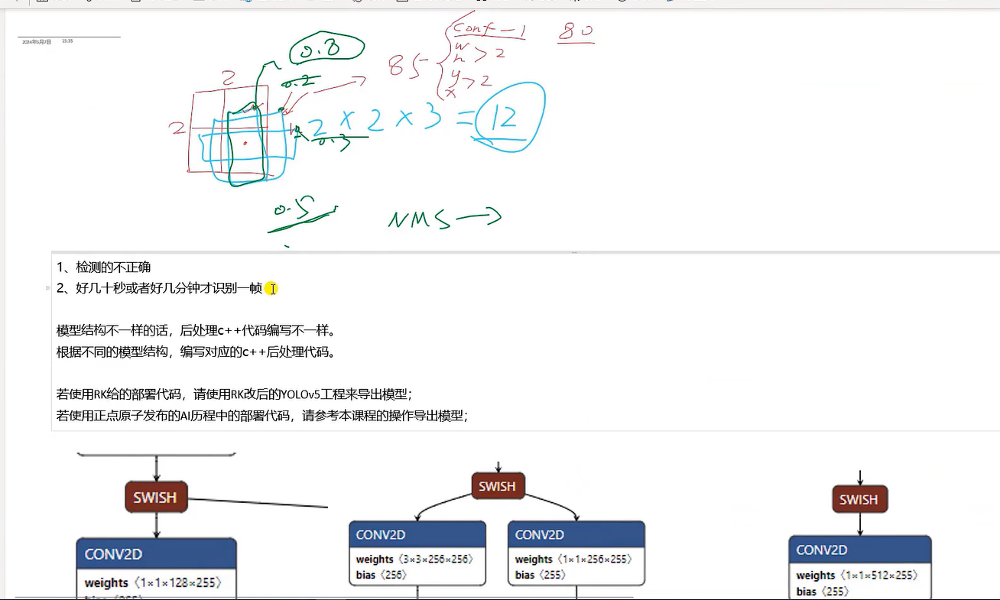 2024年5月7日 15:35
0.8
conf-1 80
w
h > 2
85
y
x > 2
0.2
2
2
2 × 2 × 3 = 12
0.3
0.5
NMS →
1、检测的不正确
2、好几十秒或者好几分钟才识别一帧
模型结构不一样的话，后处理c++代码编写不一样。
根据不同的模型结构，编写对应的c++后处理代码。
若使用RK给的部署代码，请使用RK改后的YOLOv5工程来导出模型；
若使用正点原子发布的AI历程中的部署代码，请参考本课程的操作导出模型；
SWISH
CONV2D
weights〈1×1×128×255〉
bias〈255〉
SWISH
CONV2D
weights〈3×3×256×256〉
bias〈256〉
CONV2D
weights〈1×1×256×255〉
bias〈255〉
SWISH
CONV2D
weights〈1×1×512×255〉
bias〈255〉